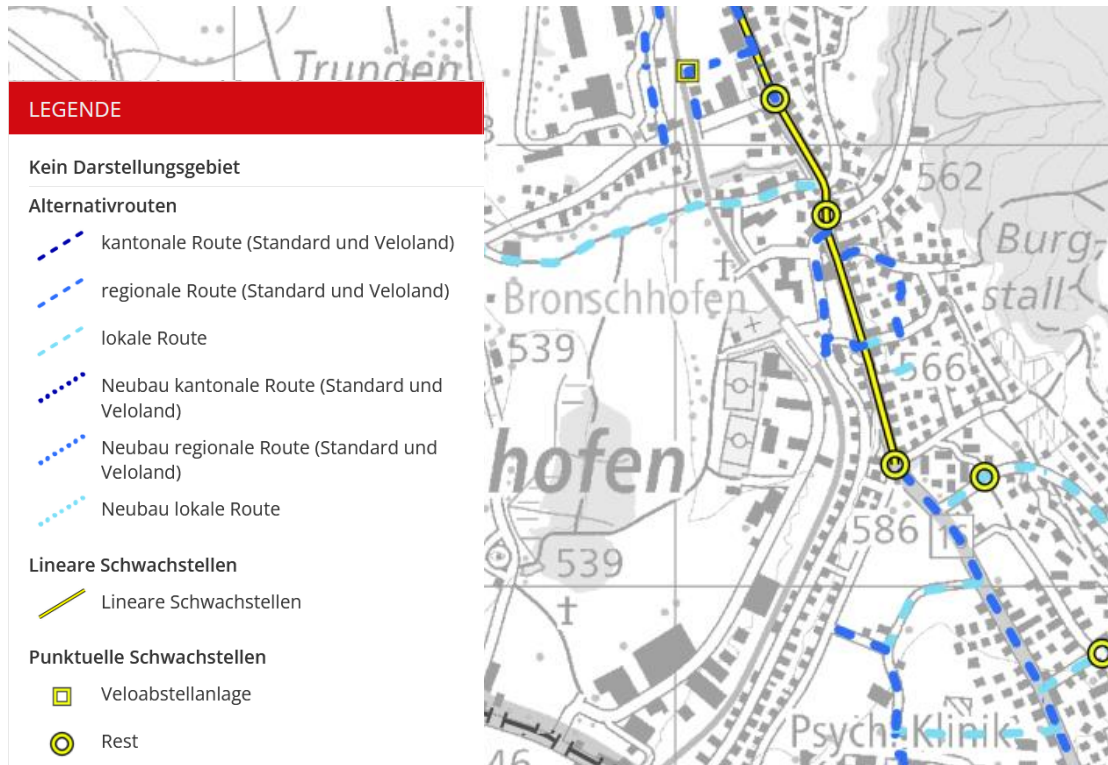 Trungen
LEGENDE
Kein Darstellungsgebiet
Alternativrouten
kantonale Route (Standard und Veloland)
regionale Route (Standard und Veloland)
lokale Route
Neubau kantonale Route (Standard und
Veloland)
Neubau regionale Route (Standard und
Veloland)
Neubau lokale Route
Lineare Schwachstellen
Lineare Schwachstellen
Punktuelle Schwachstellen
Veloabstellanlage
Rest
562
Burg-
stall
Bronschhofen
539
566
hofen
586
539
Psych. Klinik
46